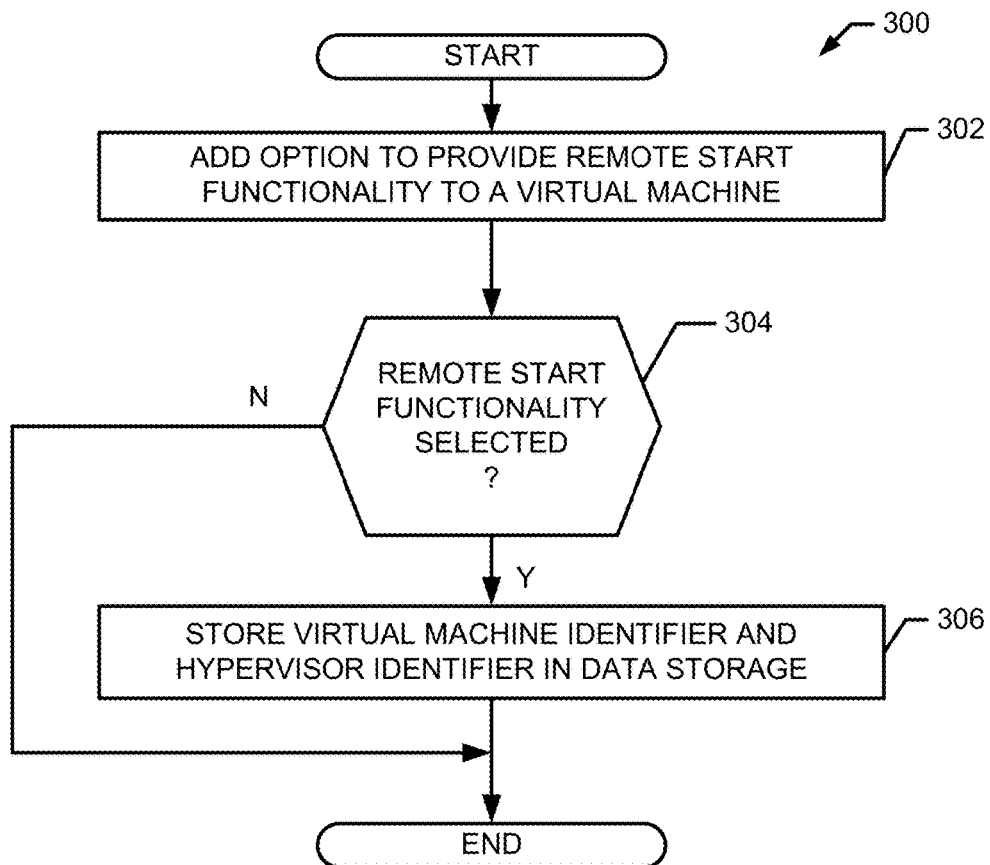 300
START
302
ADD OPTION TO PROVIDE REMOTE START
FUNCTIONALITY TO A VIRTUAL MACHINE
304
REMOTE START
FUNCTIONALITY
SELECTED
?
N
Y
306
STORE VIRTUAL MACHINE IDENTIFIER AND
HYPERVISOR IDENTIFIER IN DATA STORAGE
END